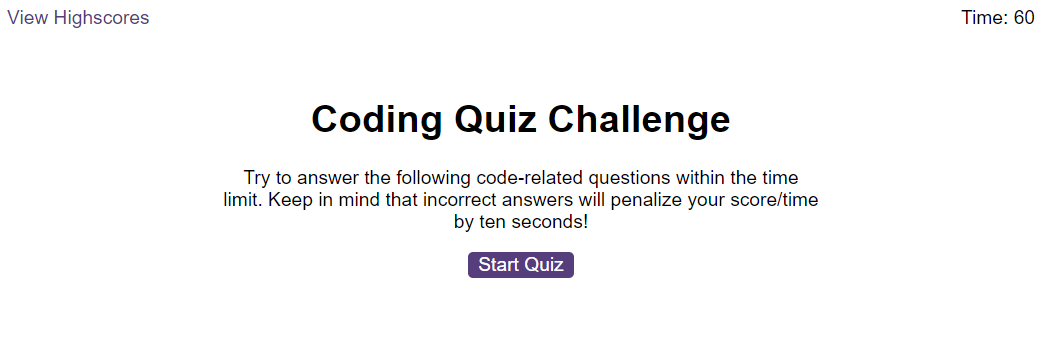 View Highscores
Time: 60
Coding Quiz Challenge
Try to answer the following code-related questions within the time
limit. Keep in mind that incorrect answers will penalize your score/time
by ten seconds!
Start Quiz